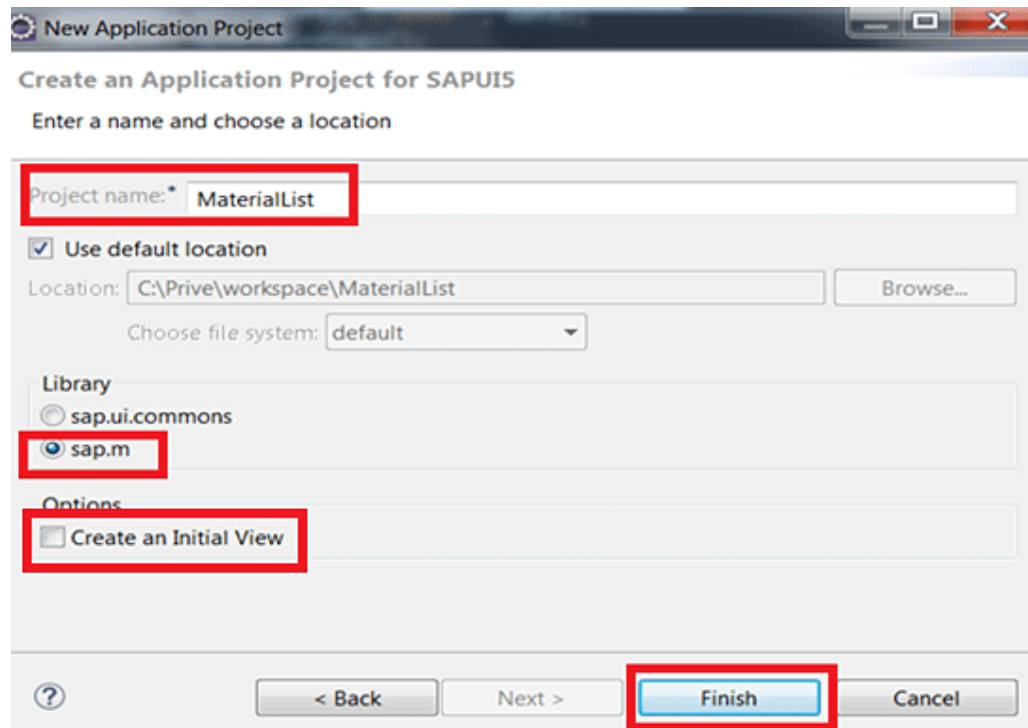 New Application Project
Create an Application Project for SAPUI5
Enter a name and choose a location
Project name:* MaterialList
Use default location
Location: C:\Prive\workspace\MaterialList Browse...
Choose file system: default
Library
sap.ui.commons
sap.m
Options
Create an Initial View
? < Back Next > Finish Cancel